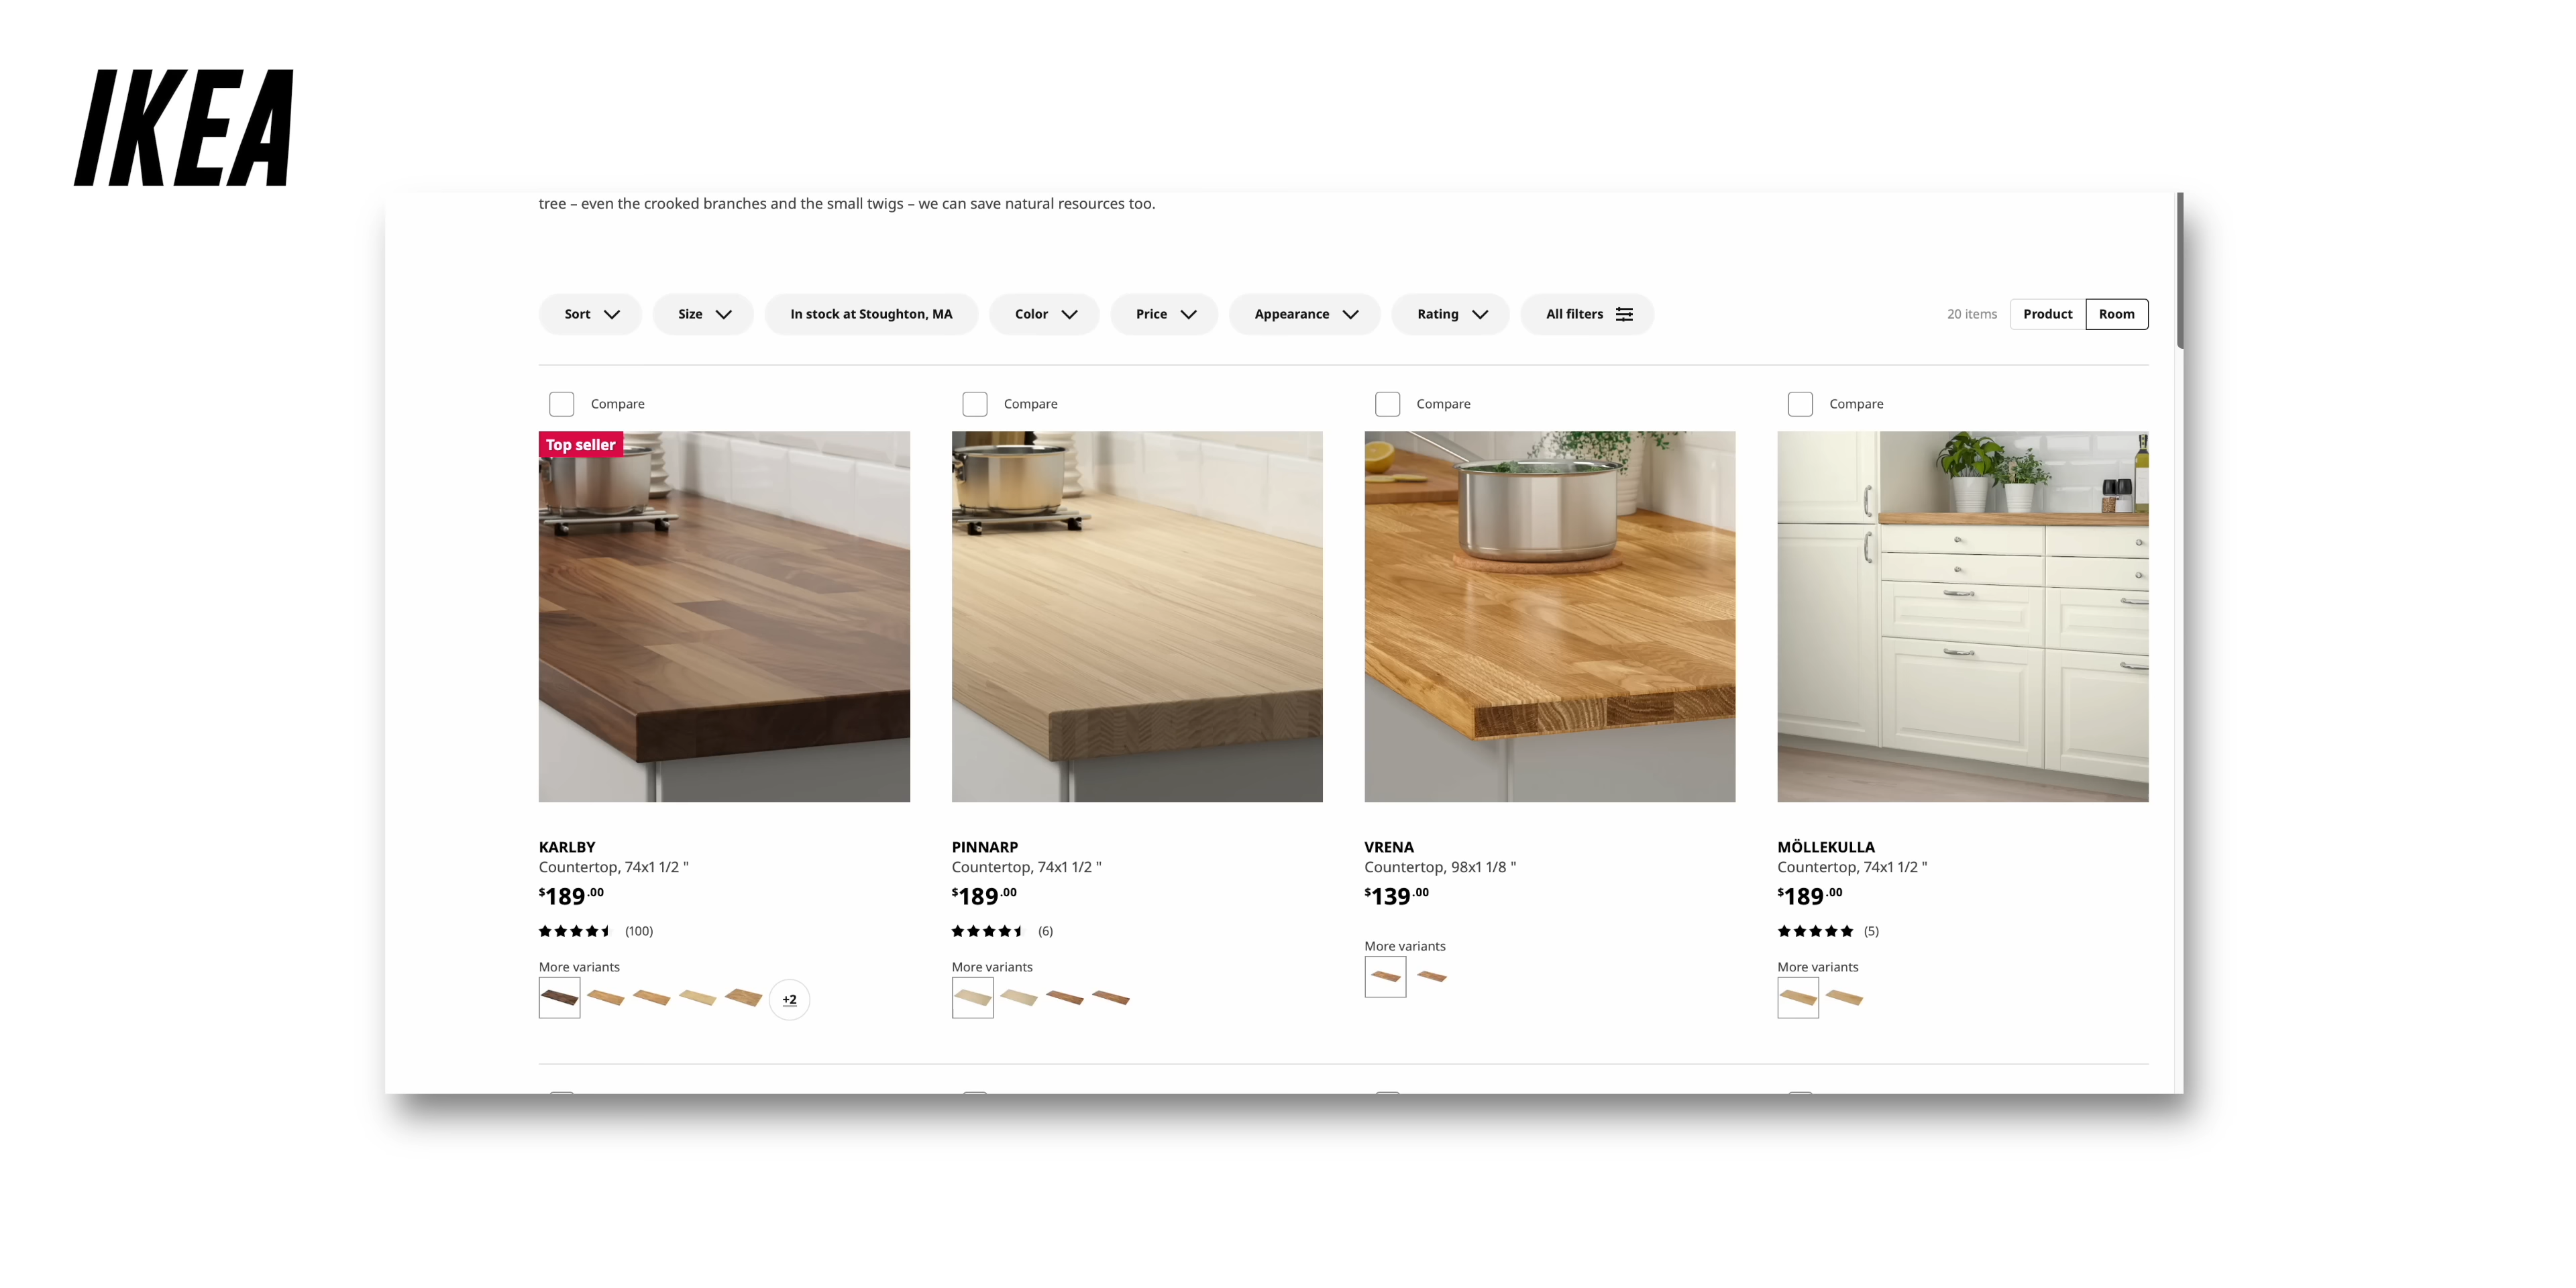 IKEA
tree – even the crooked branches and the small twigs – we can save natural resources too.
Sort Size In stock at Stoughton, MA Color Price Appearance Rating All filters 20 items Product Room
Compare Compare Compare Compare
Top seller
KARLBY
Countertop, 74x1 1/2 "
$189.00
(100)
More variants
+2
PINNARP
Countertop, 74x1 1/2 "
$189.00
(6)
More variants
VRENA
Countertop, 98x1 1/8 "
$139.00
More variants
MÖLLEKULLA
Countertop, 74x1 1/2 "
$189.00
(5)
More variants